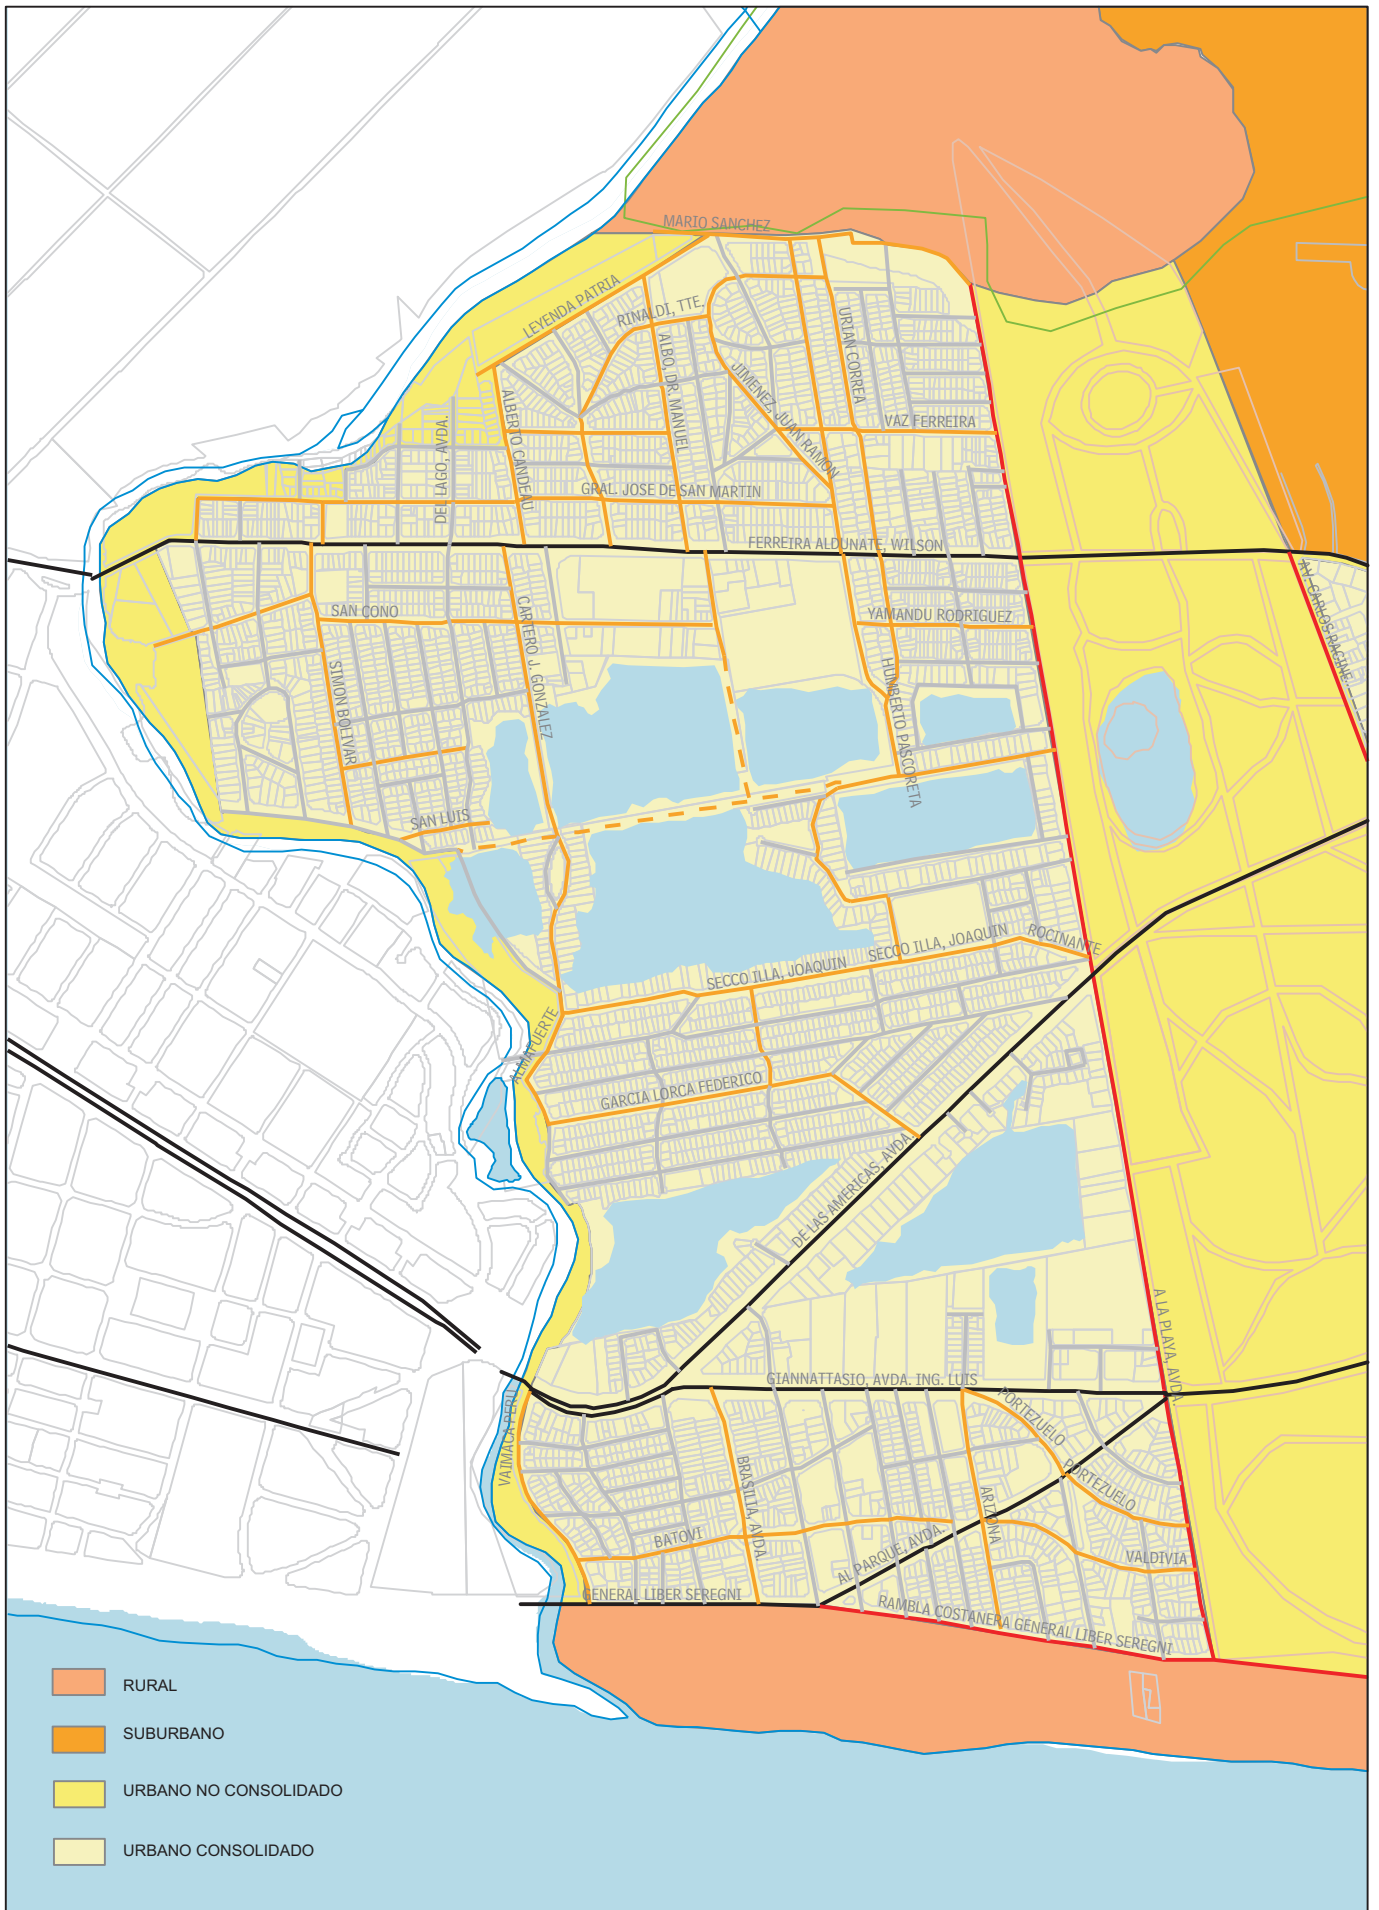 MARIO SANCHEZ
LEYENDA PATRIA
RINALDI, TTE.
URIAN CORREA
ALBO, DR. MANUEL
JIMENEZ, JUAN RAMON
ALBERTO CANDEAU
DEL LAGO, AVDA.
VAZ FERREIRA
GRAL. JOSE DE SAN MARTIN
FERREIRA ALDUNATE, WILSON
AV. CARLOS RACINE
SAN CONO
CARTERO J. GONZALEZ
YAMANDU RODRIGUEZ
SIMON BOLIVAR
HUMBERTO PASCORETA
SAN LUIS
SECCO ILLA, JOAQUIN
SECCO ILLA, JOAQUIN
ROCINANTE
ALMAFUERTE
GARCIA LORCA FEDERICO
DE LAS AMERICAS, AVDA.
A LA PLAYA, AVDA.
GIANNATTASIO, AVDA. ING. LUIS
VAIMACA PERU
PORTEZUELO
PORTEZUELO
BRASILIA, AVDA.
ARIZONA
BATOVI
AL PARQUE, AVDA.
VALDIVIA
GENERAL LIBER SEREGNI
RAMBLA COSTANERA GENERAL LIBER SEREGNI
RURAL
SUBURBANO
URBANO NO CONSOLIDADO
URBANO CONSOLIDADO